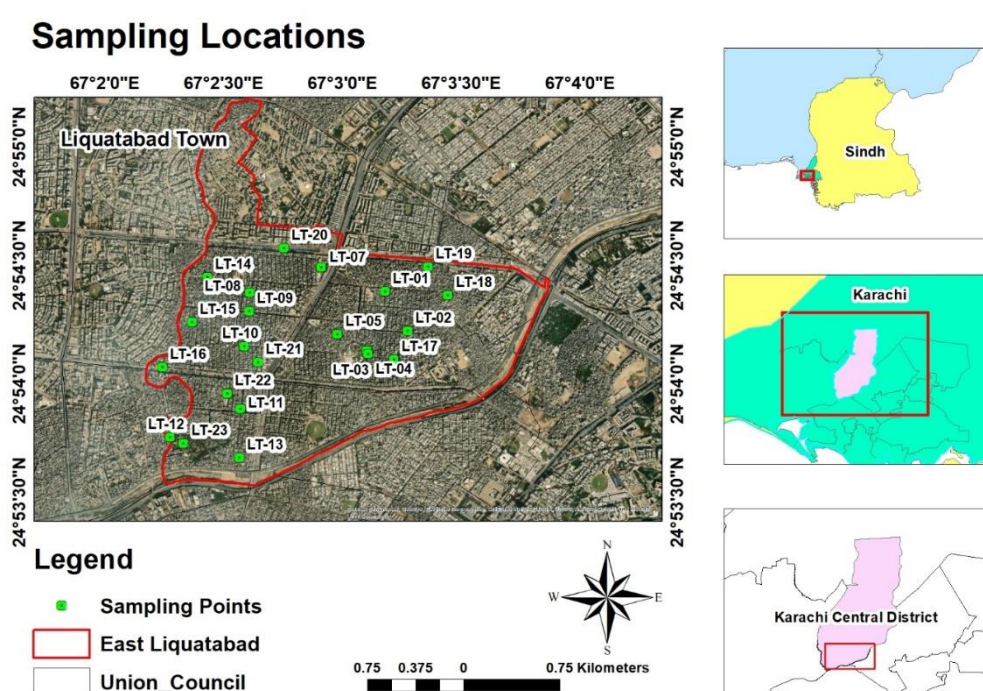 Sampling Locations
67°2'0"E 67°2'30"E 67°3'0"E 67°3'30"E 67°4'0"E
24°55'0"N
24°54'30"N
24°54'0"N
24°53'30"N
24°55'0"N
24°54'30"N
24°54'0"N
24°53'30"N
Liquatabad Town
LT-20
LT-07
LT-19
LT-14
LT-01
LT-08
LT-18
LT-09
LT-15
LT-02
LT-05
LT-10
LT-17
LT-21
LT-16
LT-03
LT-04
LT-22
LT-11
LT-12
LT-23
LT-13
Legend
Sampling Points
East Liquatabad
Union_Council
N
W E
S
0.75 0.375 0 0.75 Kilometers
Sindh
Karachi
Karachi Central District